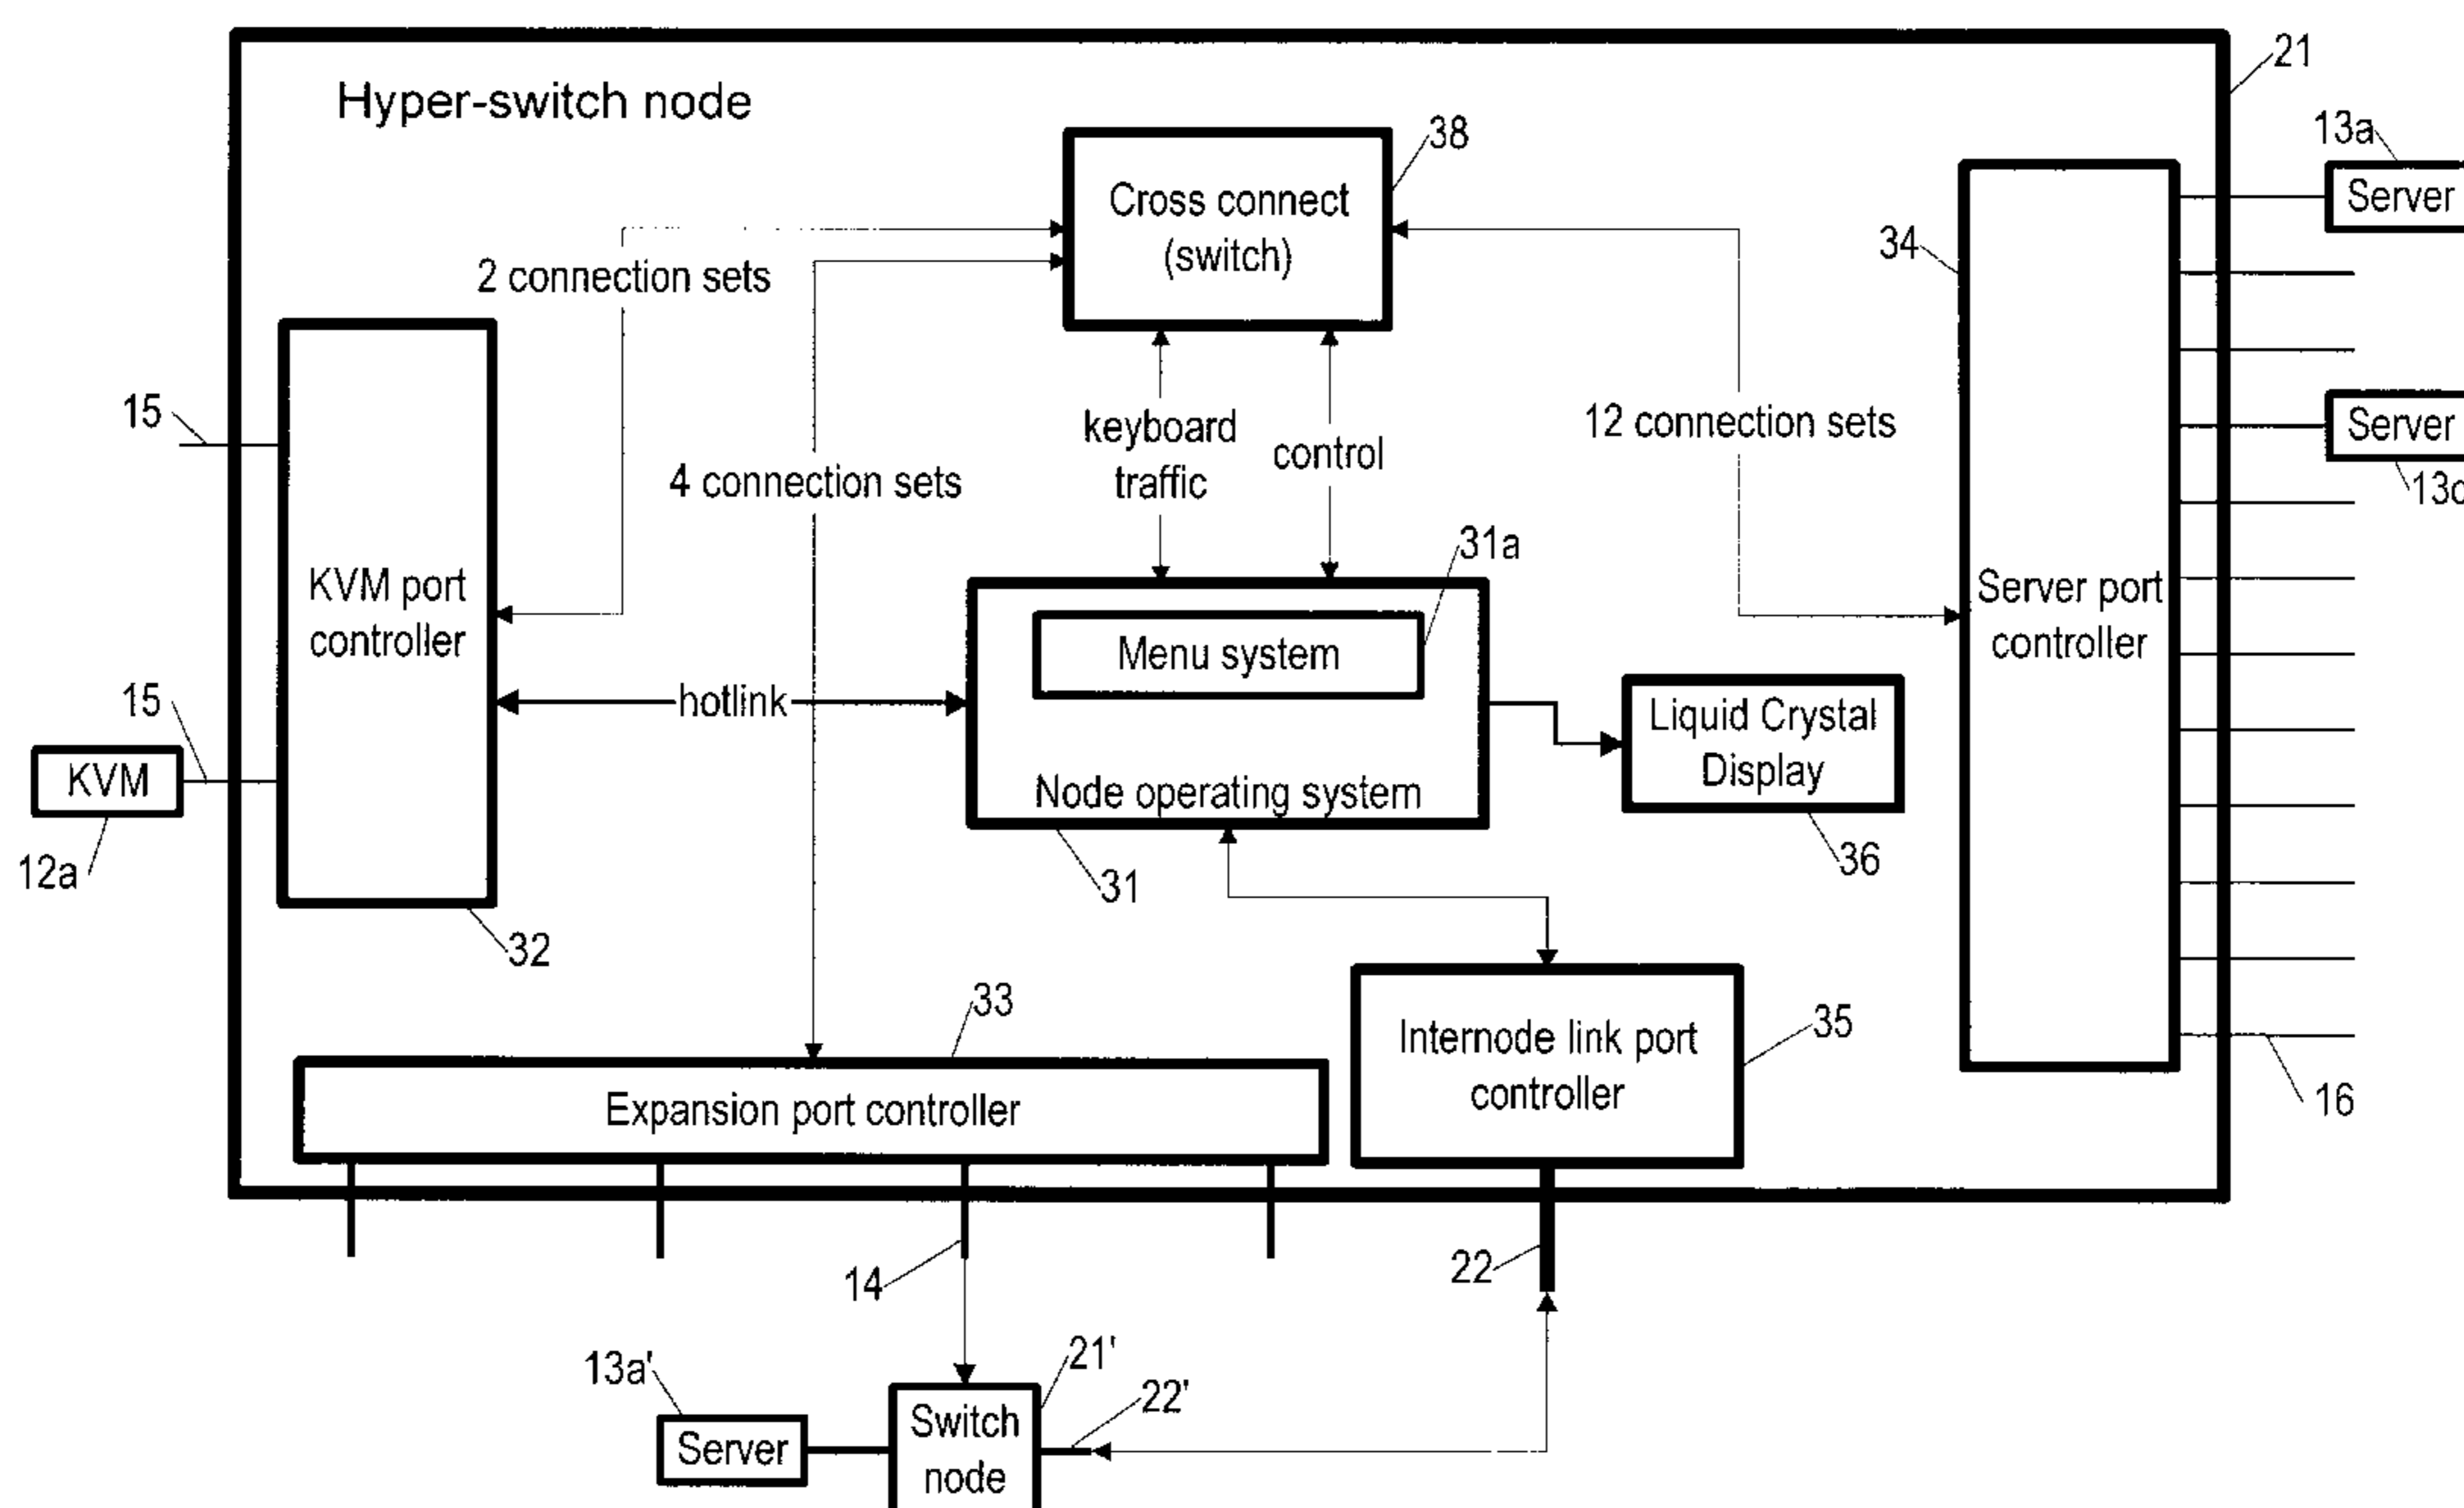 Hyper-switch node
21
13a
Server
38
Cross connect
(switch)
34
2 connection sets
15
keyboard
traffic
control
12 connection sets
Server
4 connection sets
31a
KVM port
controller
Server port
controller
Menu system
15
hotlink
Liquid Crystal
Display
KVM
Node operating system
12a
31
36
32
33
Internode link port
controller
35
Expansion port controller
16
14
22
13a'
21'
22'
Switch
node
Server